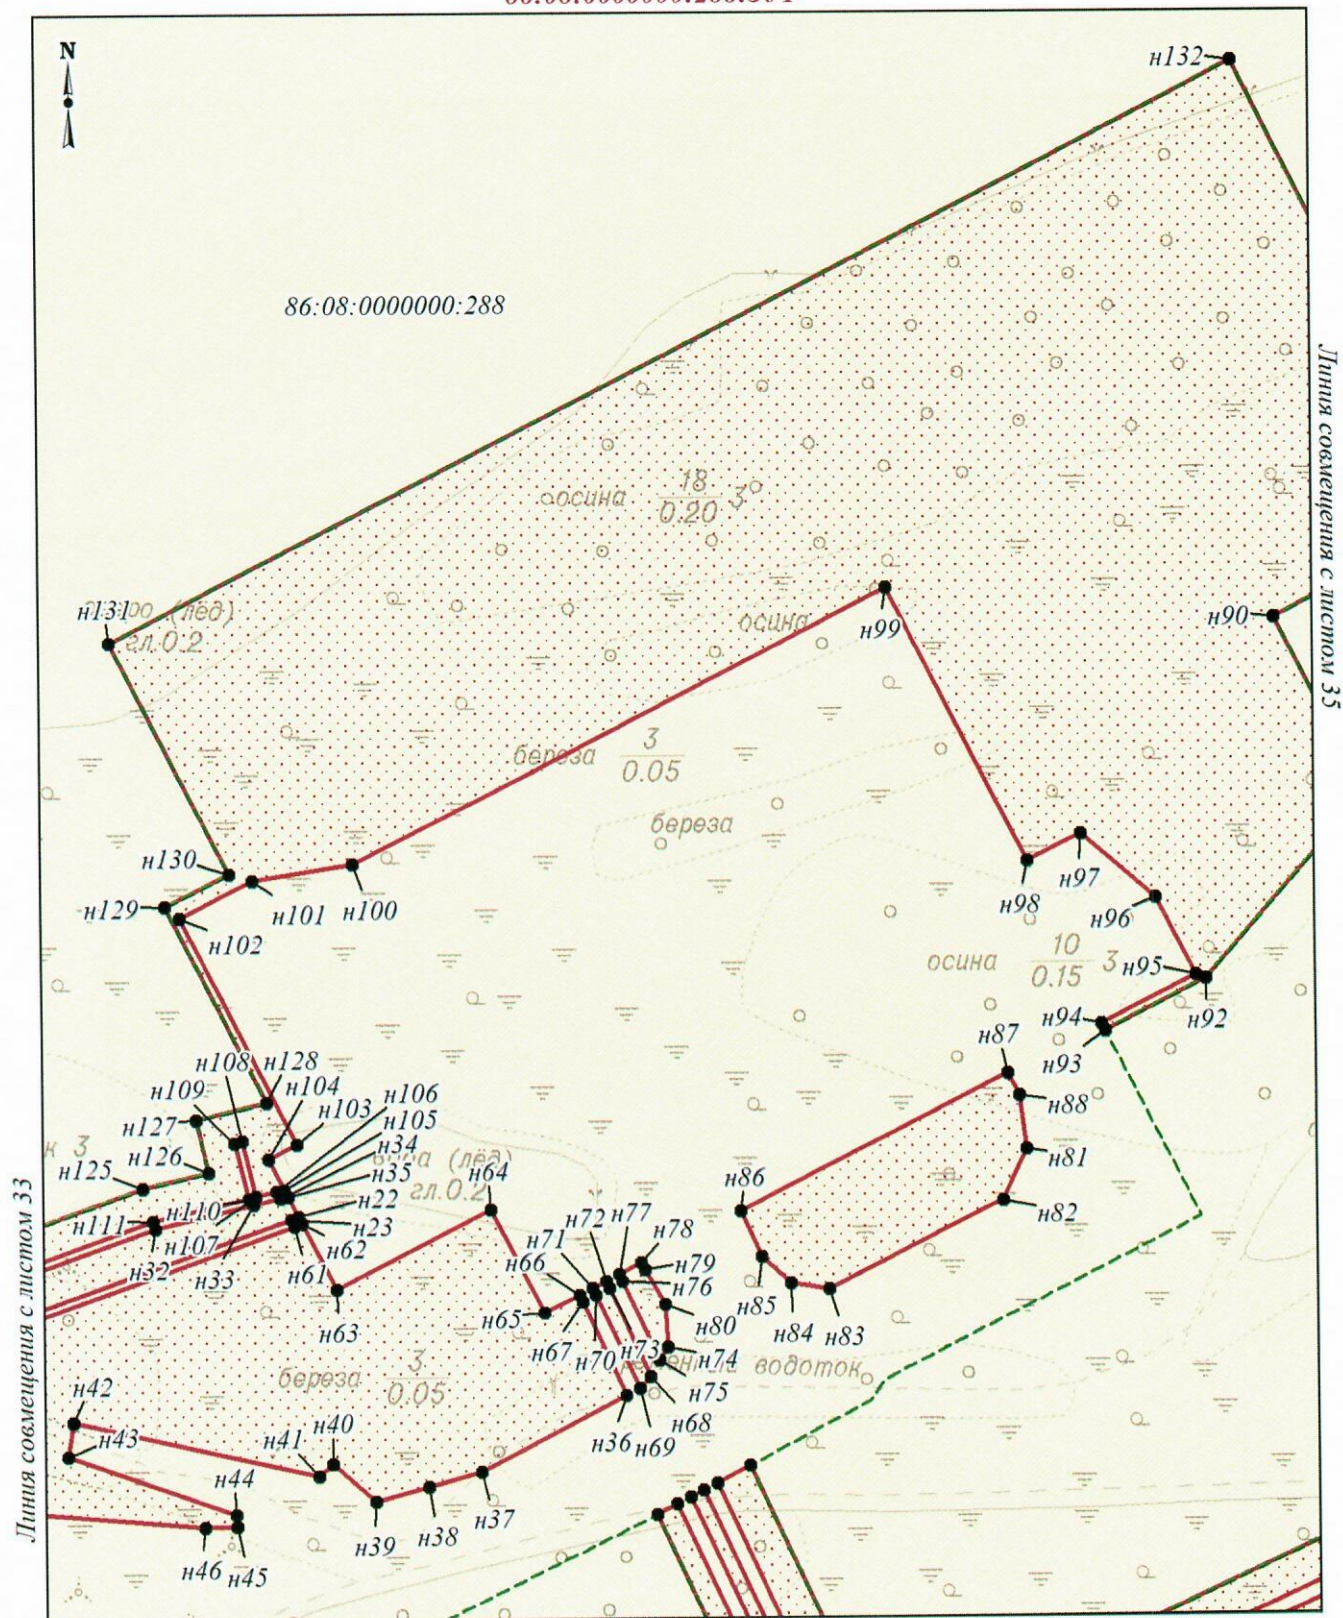 N
н132
86:08:0000000:288
Линия совмещения с листом 35
осина 18/0.20 3
н131
(лёд)
гл.0.2
н99
осина
н90
береза 3/0.05
береза
н130
н101
н100
н129
н102
н98
н97
н96
осина 10/0.15 3
н95
н92
н94
н93
н87
н88
н108
н128
н109
н104
н106
н103
н105
н127
н34
к 3
н126
(лёд)
н35
гл.0.2
н64
н125
н22
н111
н110
н23
н107
н62
н32
н33
н61
н63
н81
н86
н82
н72
н77
н78
н71
н66
н79
н76
н65
н85
н84
н83
н80
н67
н70
н73
н74
водоток
н75
н68
н36
н69
береза 3/0.05
Линия совмещения с листом 33
н42
н43
н40
н41
н44
н37
н39
н38
н46
н45